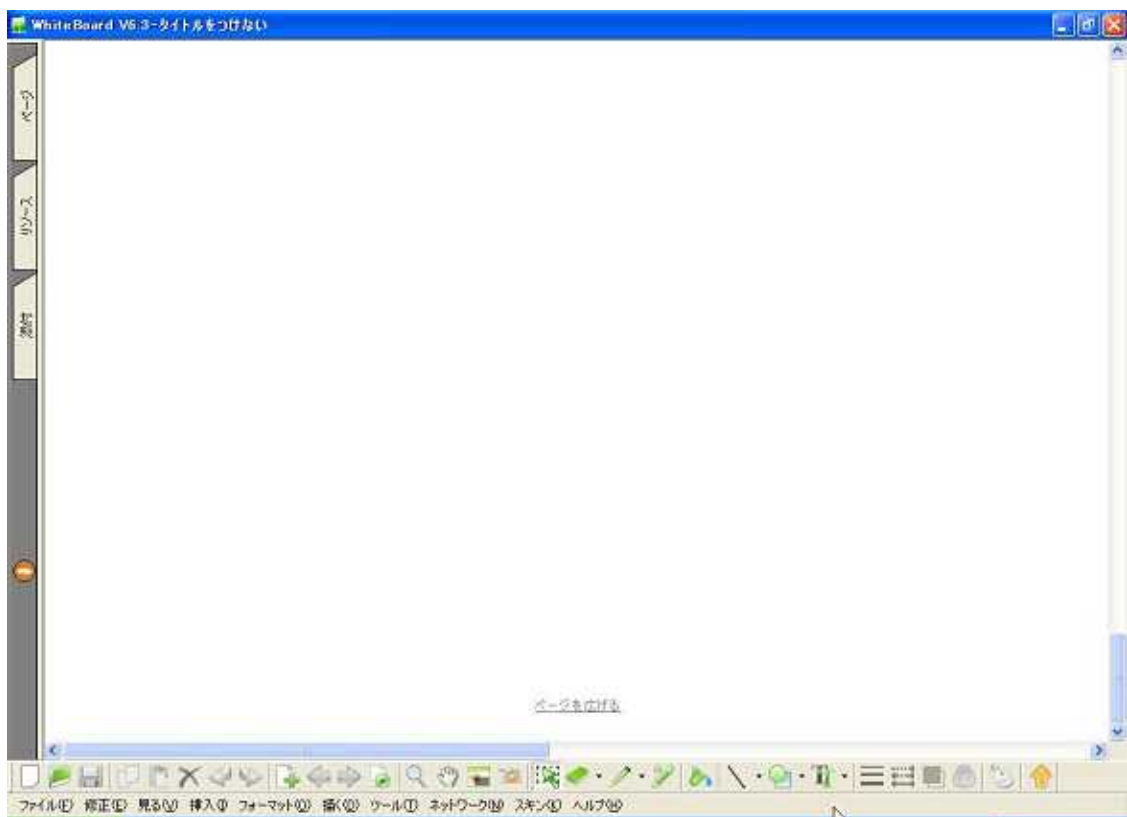 WhiteBoard V6.3-タイトルをつけない
ページ
リソース
添付
ページを広げる
ファイル(F) 修正(E) 見る(V) 挿入(I) フォーマット(O) 描く(D) ツール(T) ネットワーク(N) スキン(K) ヘルプ(H)